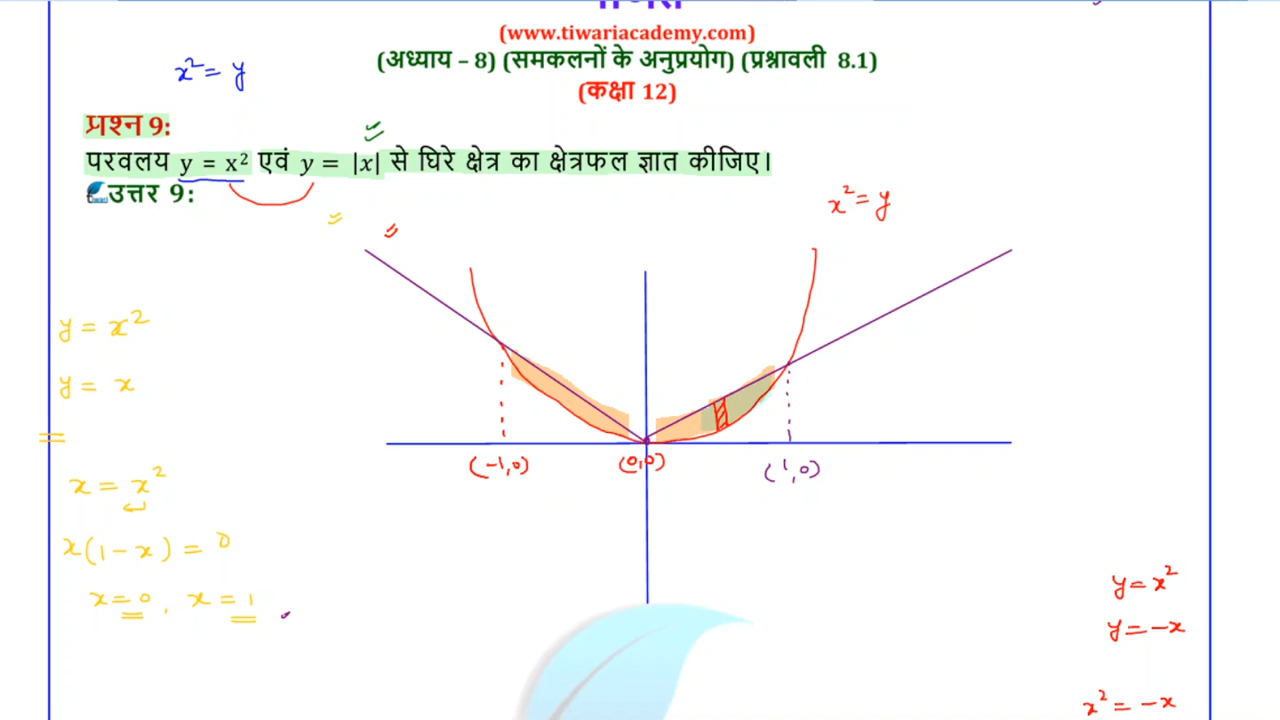 (www.tiwariacademy.com)
(अध्याय – 8) (समकलनों के अनुप्रयोग) (प्रश्नावली 8.1)
(कक्षा 12)
x² = y
प्रश्न 9:
परवलय y = x² एवं y = |x| से घिरे क्षेत्र का क्षेत्रफल ज्ञात कीजिए।
उत्तर 9:
x² = y
y = x²
y = x
x = x²
x(1 – x) = 0
x = 0, x = 1
(-1,0)
(0,0)
(1,0)
y = x²
y = -x
x² = -x